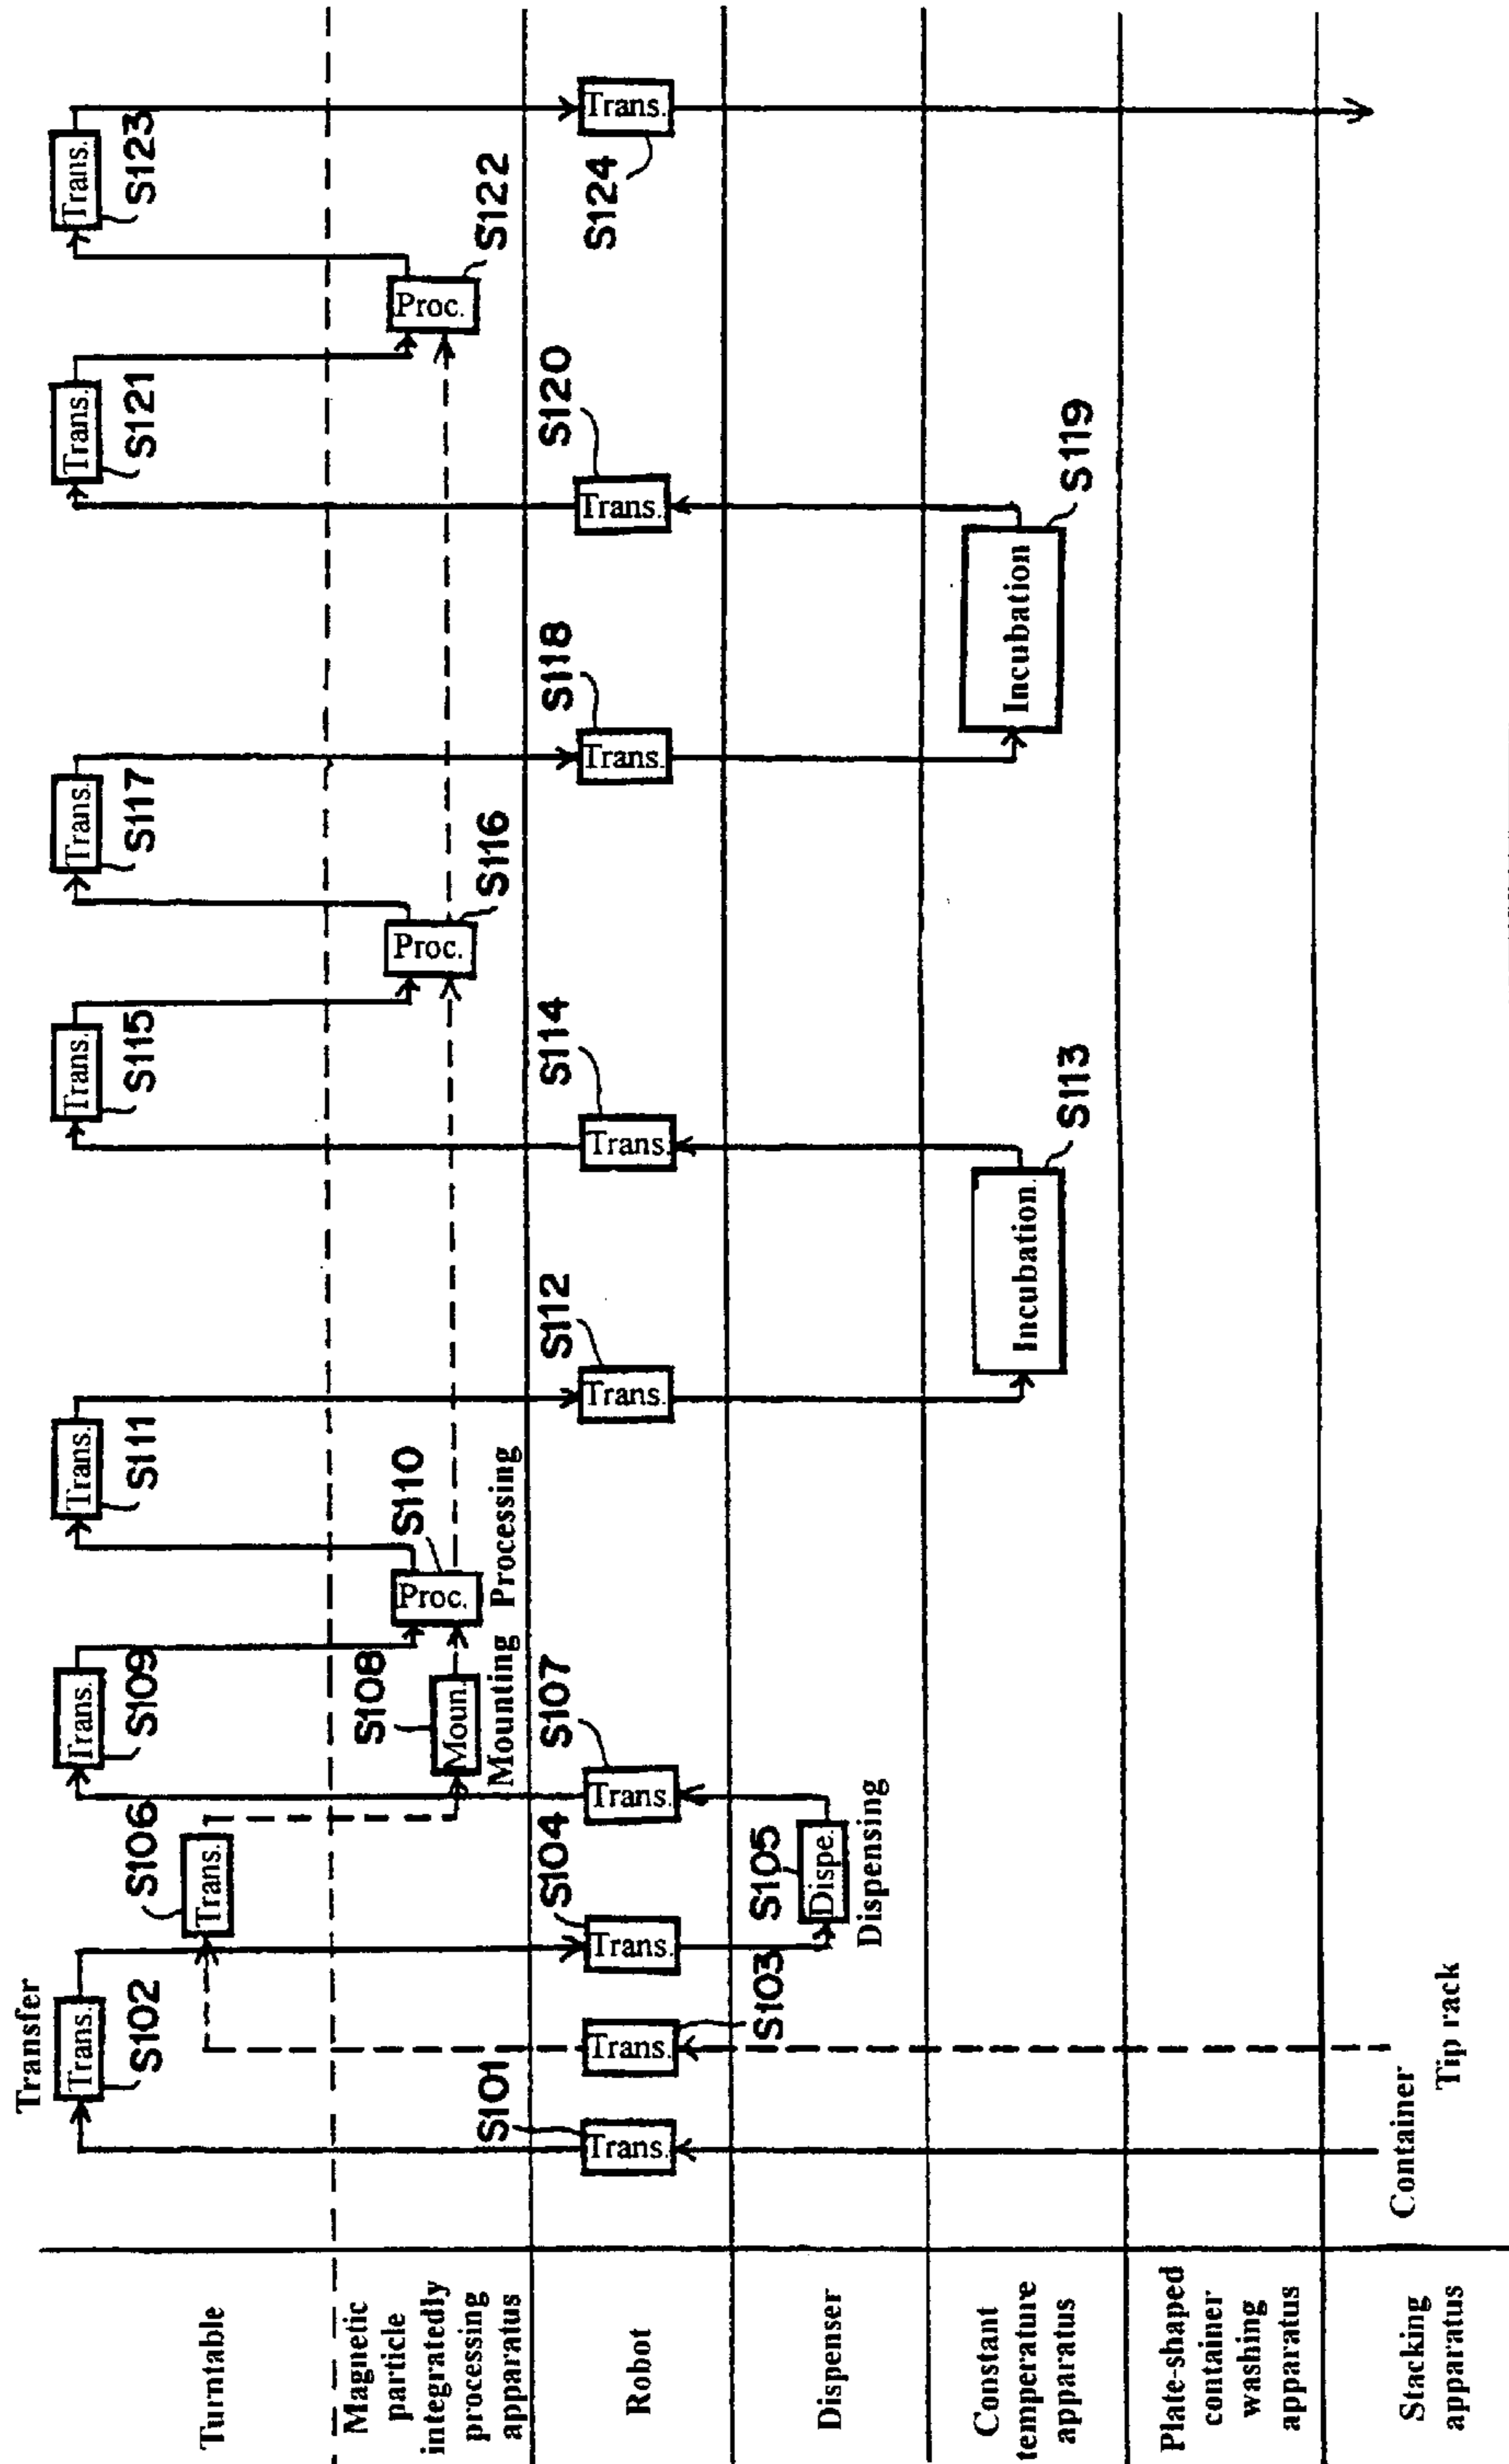 Turntable
Magnetic
particle
integratedly
processing
apparatus
Robot
Dispenser
Constant
temperature
apparatus
Plate-shaped
container
washing
apparatus
Stacking
apparatus
Transfer
Trans.
S102
Trans.
S106
Trans.
S109
Trans.
S111
Trans.
S115
Trans.
S117
Trans.
S121
Trans.
S123
Moun.
S108
Mounting
Proc.
S110
Processing
Proc.
S116
Proc.
S122
Trans.
S101
Trans.
S103
Trans.
S104
Trans.
S107
Trans.
S112
Trans.
S114
Trans.
S118
Trans.
S120
Trans.
S124
Dispe.
S105
Dispensing
Incubation.
S113
Incubation
S119
Container
Tip rack